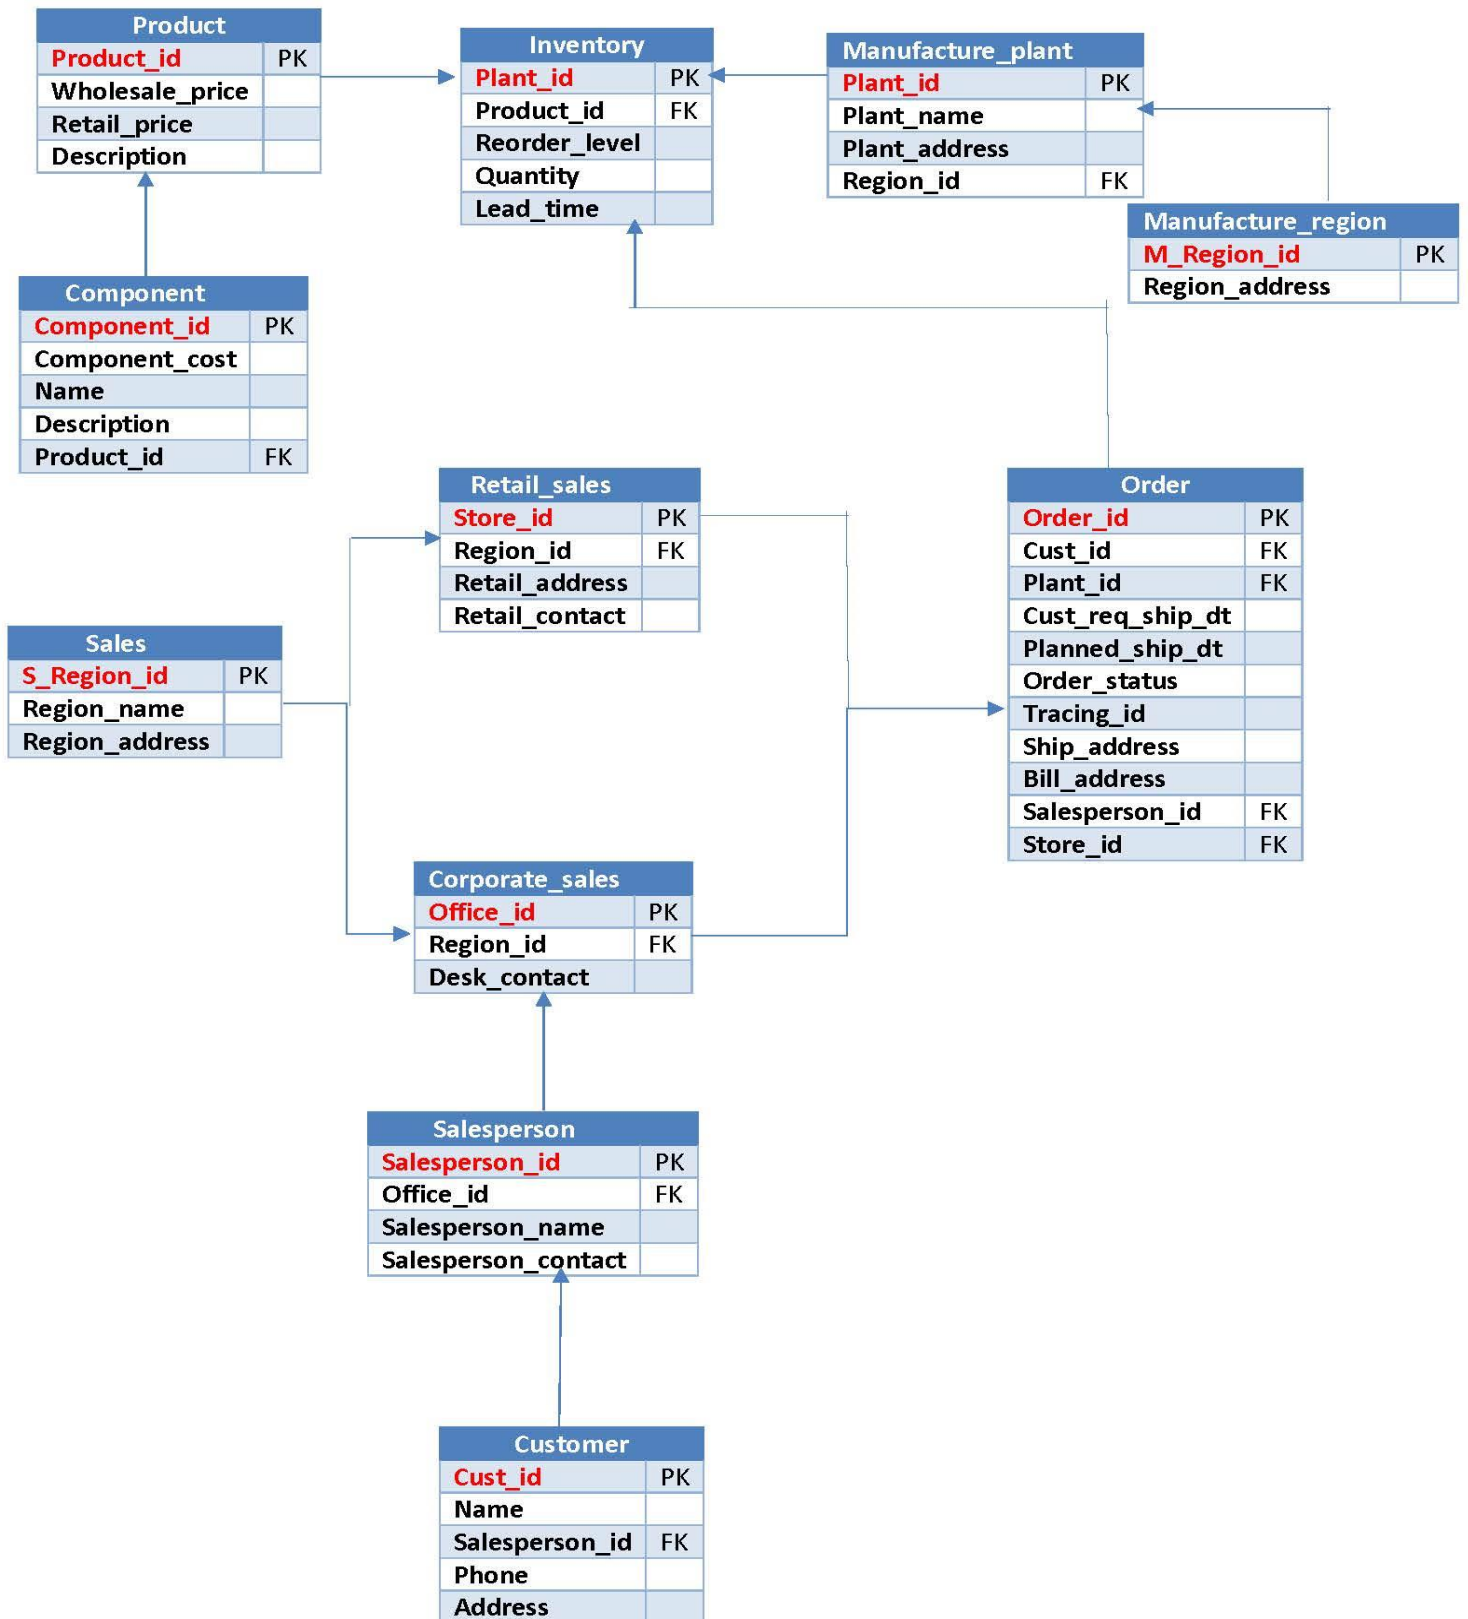 Product
Product_id PK
Wholesale_price
Retail_price
Description
Inventory
Plant_id PK
Product_id FK
Reorder_level
Quantity
Lead_time
Manufacture_plant
Plant_id PK
Plant_name
Plant_address
Region_id FK
Manufacture_region
M_Region_id PK
Region_address
Component
Component_id PK
Component_cost
Name
Description
Product_id FK
Retail_sales
Store_id PK
Region_id FK
Retail_address
Retail_contact
Order
Order_id PK
Cust_id FK
Plant_id FK
Cust_req_ship_dt
Planned_ship_dt
Order_status
Tracing_id
Ship_address
Bill_address
Salesperson_id FK
Store_id FK
Sales
S_Region_id PK
Region_name
Region_address
Corporate_sales
Office_id PK
Region_id FK
Desk_contact
Salesperson
Salesperson_id PK
Office_id FK
Salesperson_name
Salesperson_contact
Customer
Cust_id PK
Name
Salesperson_id FK
Phone
Address